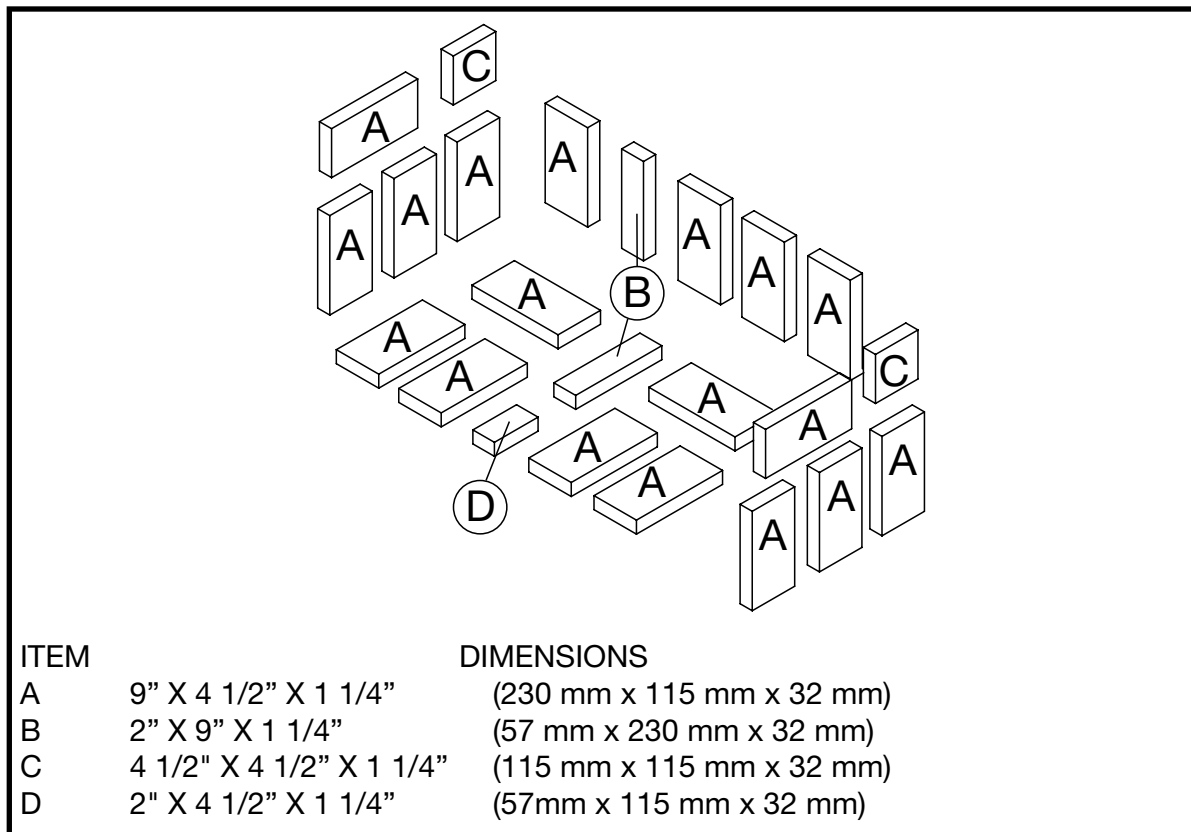 C
A
A
A
A
A
B
A
A
A
A
A
A
A
C
A
A
A
D
A
A
A
A
A
ITEM DIMENSIONS
A 9” X 4 1/2” X 1 1/4” (230 mm x 115 mm x 32 mm)
B 2” X 9” X 1 1/4” (57 mm x 230 mm x 32 mm)
C 4 1/2" X 4 1/2” X 1 1/4” (115 mm x 115 mm x 32 mm)
D 2" X 4 1/2” X 1 1/4” (57mm x 115 mm x 32 mm)